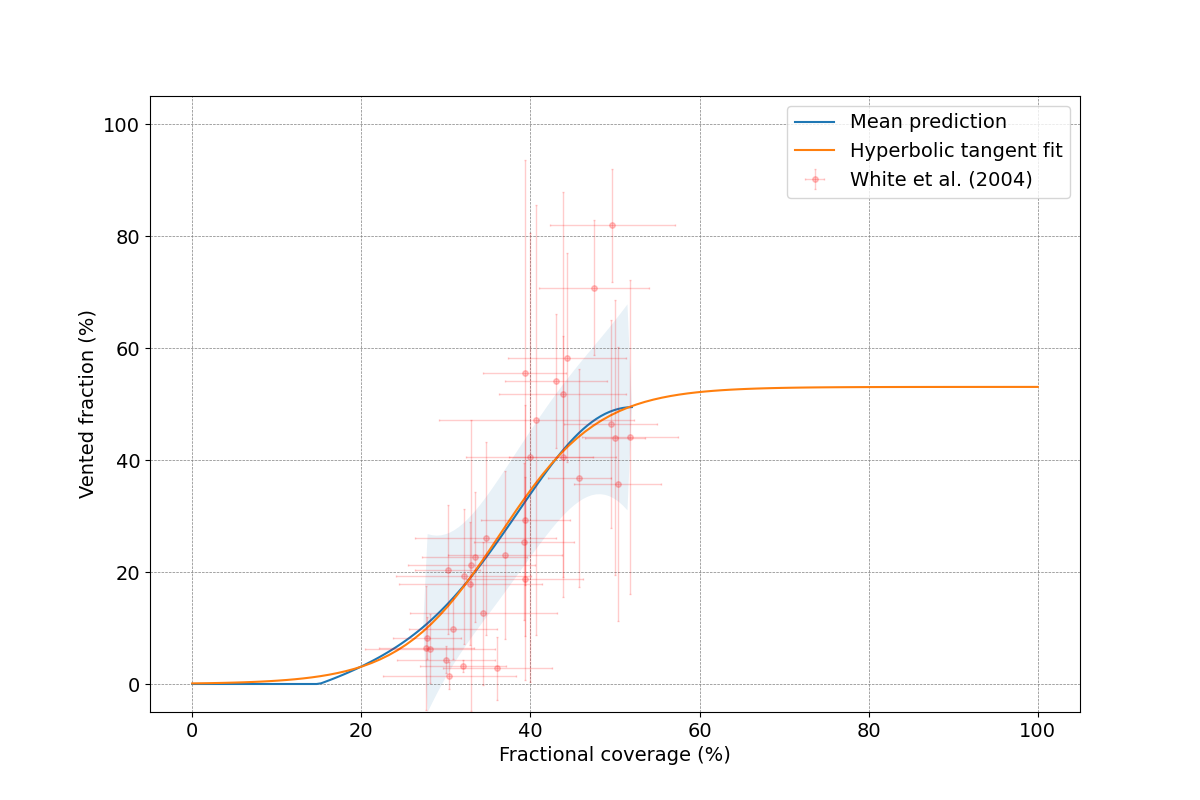 100
80
60
40
20
0
Vented fraction (%)
Mean prediction
Hyperbolic tangent fit
White et al. (2004)
0 20 40 60 80 100
Fractional coverage (%)